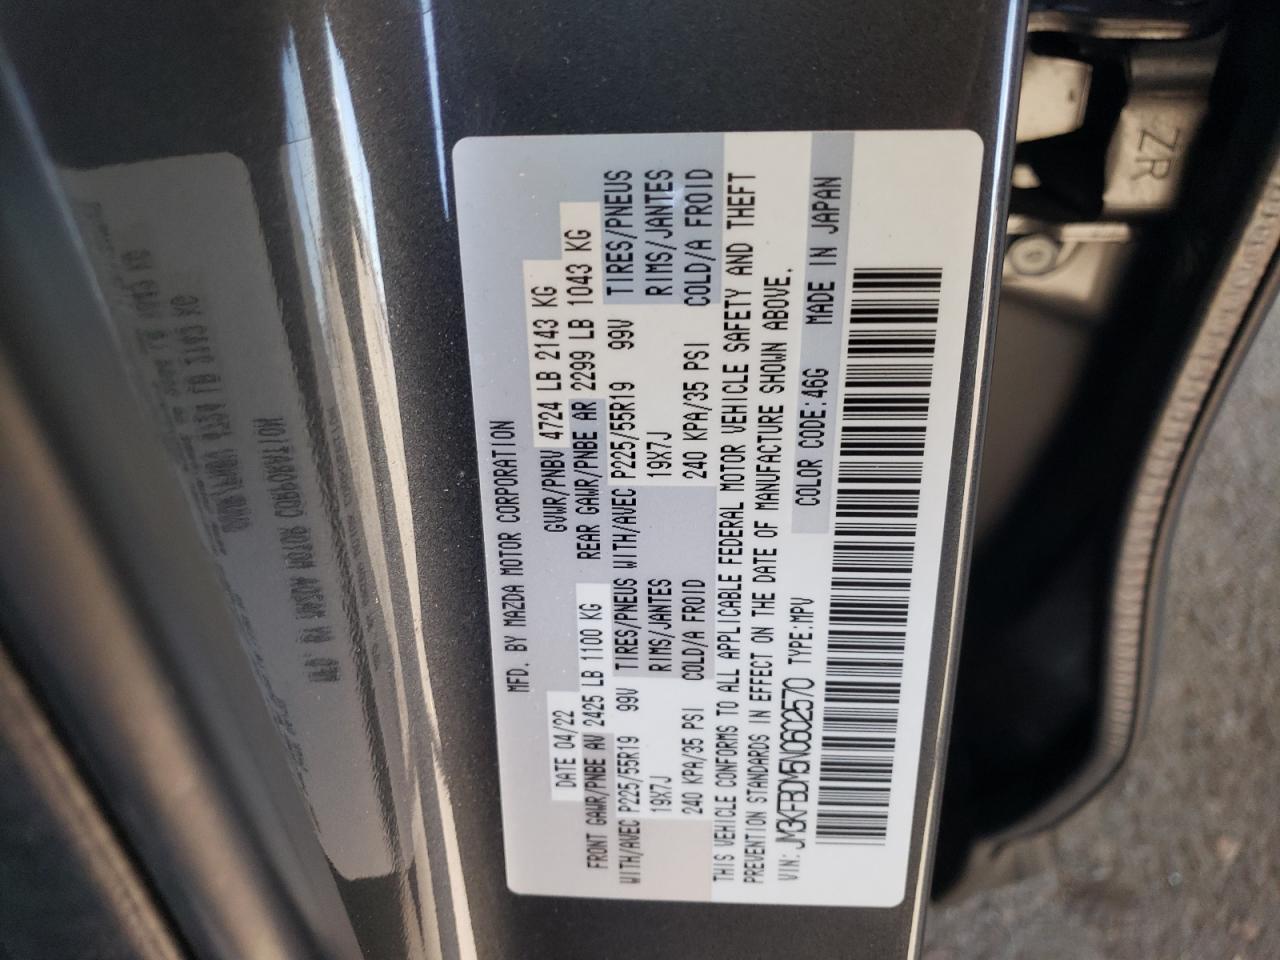 MFD. BY MAZDA MOTOR CORPORATION
DATE 04/22 GVWR/PNBV 4724 LB 2143 KG
FRONT GAWR/PNBE AV 2425 LB 1100 KG REAR GAWR/PNBE AR 2299 LB 1043 KG
WITH/AVEC P225/55R19 99V TIRES/PNEUS WITH/AVEC P225/55R19 99V TIRES/PNEUS
19X7J RIMS/JANTES 19X7J RIMS/JANTES
240 KPA/35 PSI COLD/A FROID 240 KPA/35 PSI COLD/A FROID
THIS VEHICLE CONFORMS TO ALL APPLICABLE FEDERAL MOTOR VEHICLE SAFETY AND THEFT
PREVENTION STANDARDS IN EFFECT ON THE DATE OF MANUFACTURE SHOWN ABOVE.
VIN: JM3KFBDM5N0602570 TYPE:MPV COLOR CODE:46G MADE IN JAPAN
ZR